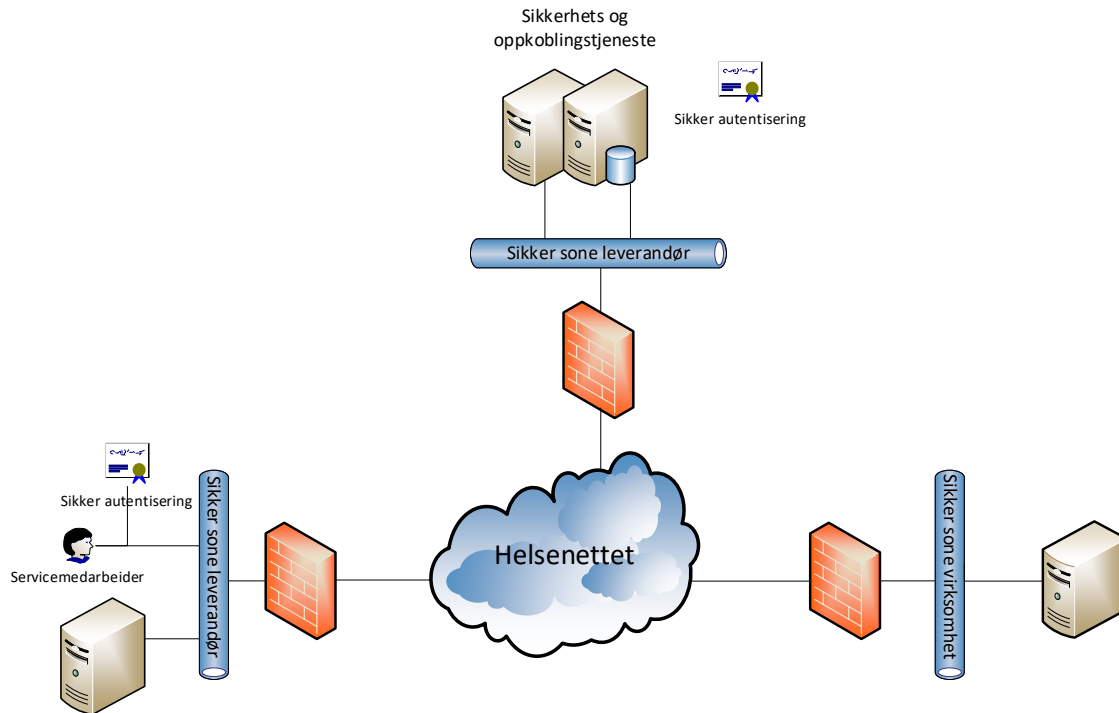 Sikkerhets og
oppkoblingstjeneste
Sikker autentisering
Sikker sone leverandør
Sikker autentisering
Servicemedarbeider
Sikker sone leverandør
Helsenettet
Sikker sone virksomhet